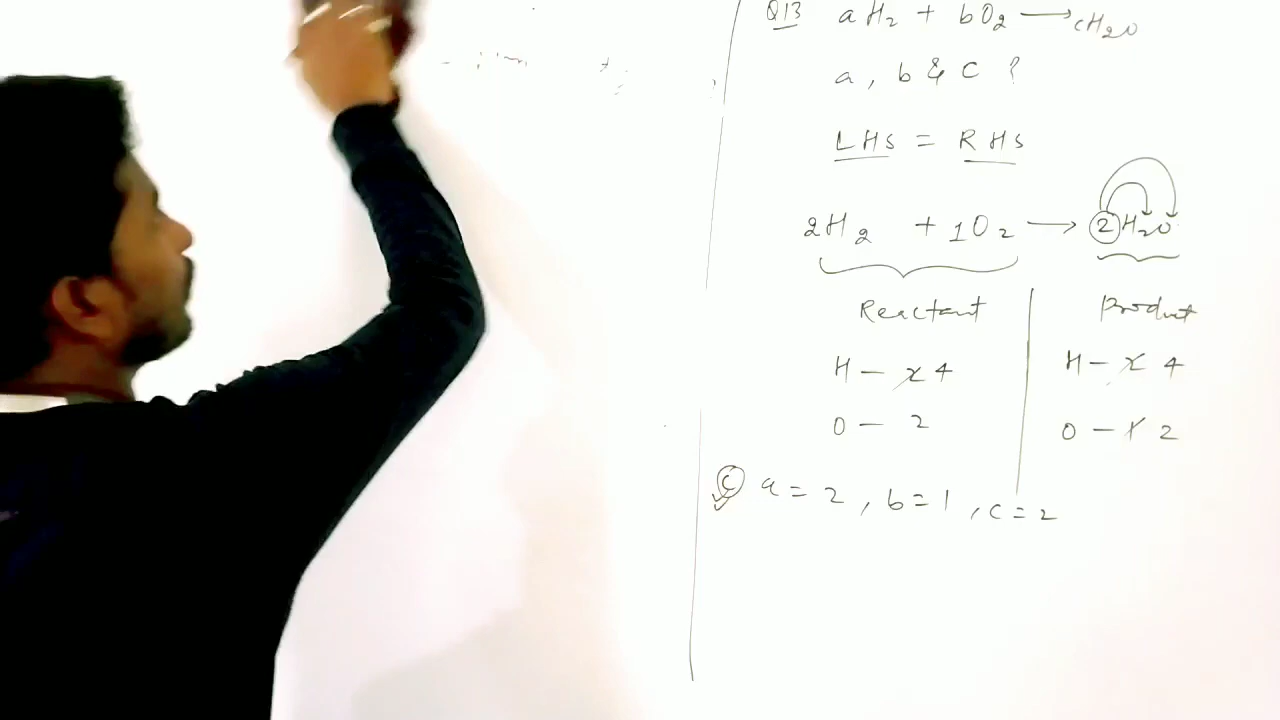 Q13 aH2 + bO2 → cH2O
a, b & c ?
LHS = RHS
2H2 + 1O2 → 2H2O
Reactant Product
H - 2 4 H - 2 4
O - 2 O - 1 2
C a = 2, b = 1, c = 2